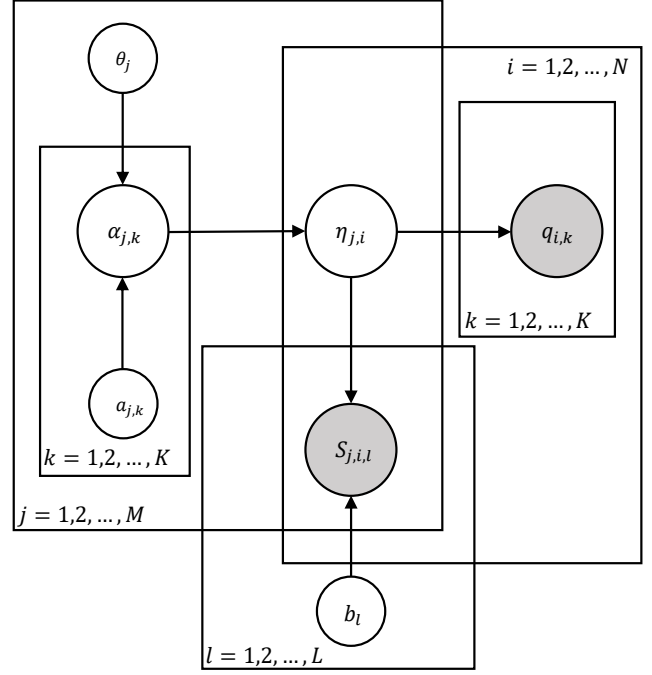 θ_j
i = 1,2, … , N
α_{j,k}
η_{j,i}
q_{i,k}
k = 1,2, … , K
a_{j,k}
S_{j,i,l}
k = 1,2, … , K
j = 1,2, … , M
b_l
l = 1,2, … , L